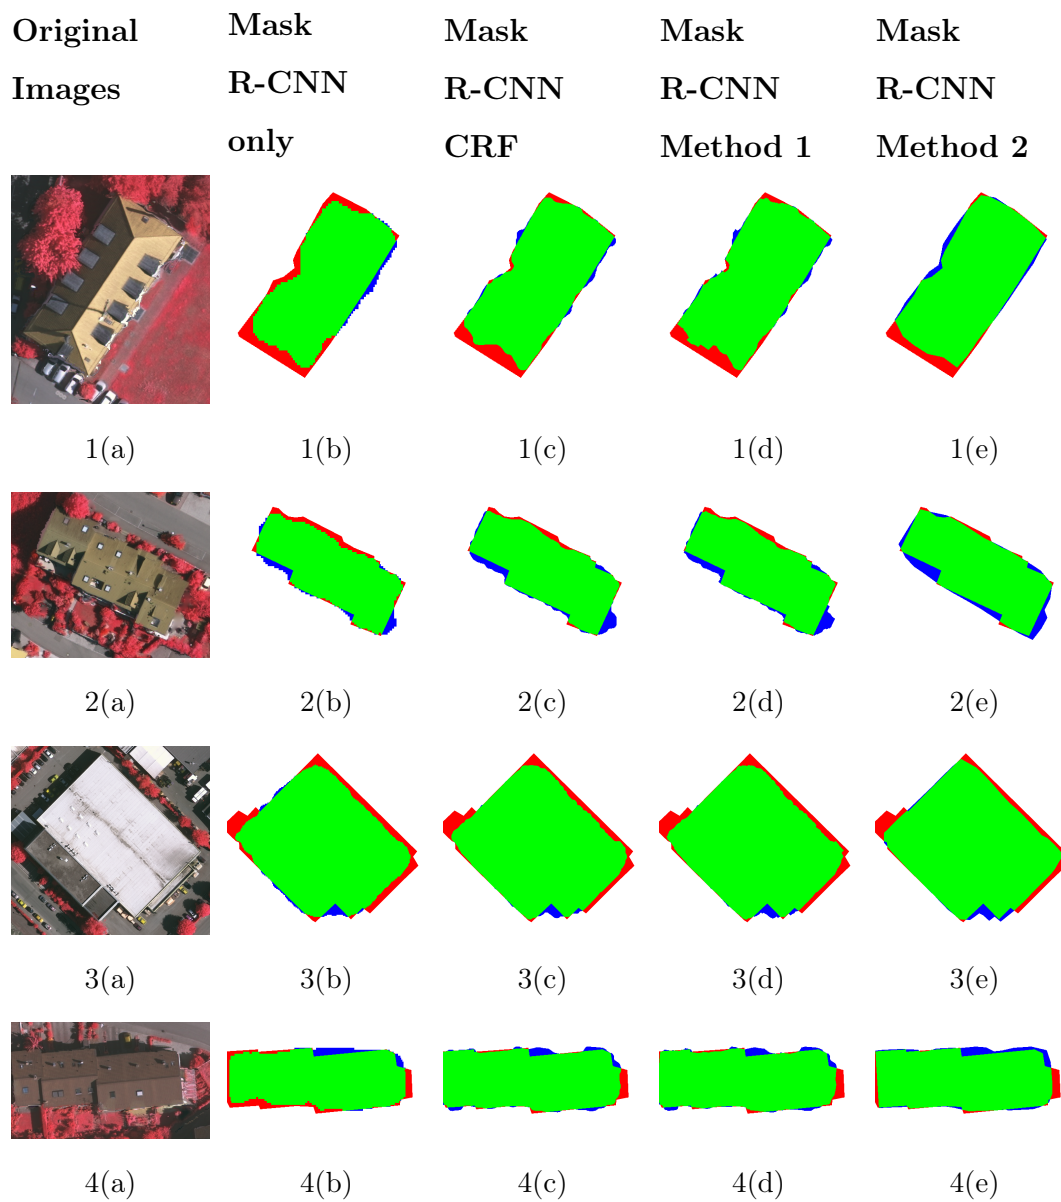 Original Images
Mask R-CNN only
Mask R-CNN CRF
Mask R-CNN Method 1
Mask R-CNN Method 2
1(a) 1(b) 1(c) 1(d) 1(e)
2(a) 2(b) 2(c) 2(d) 2(e)
3(a) 3(b) 3(c) 3(d) 3(e)
4(a) 4(b) 4(c) 4(d) 4(e)